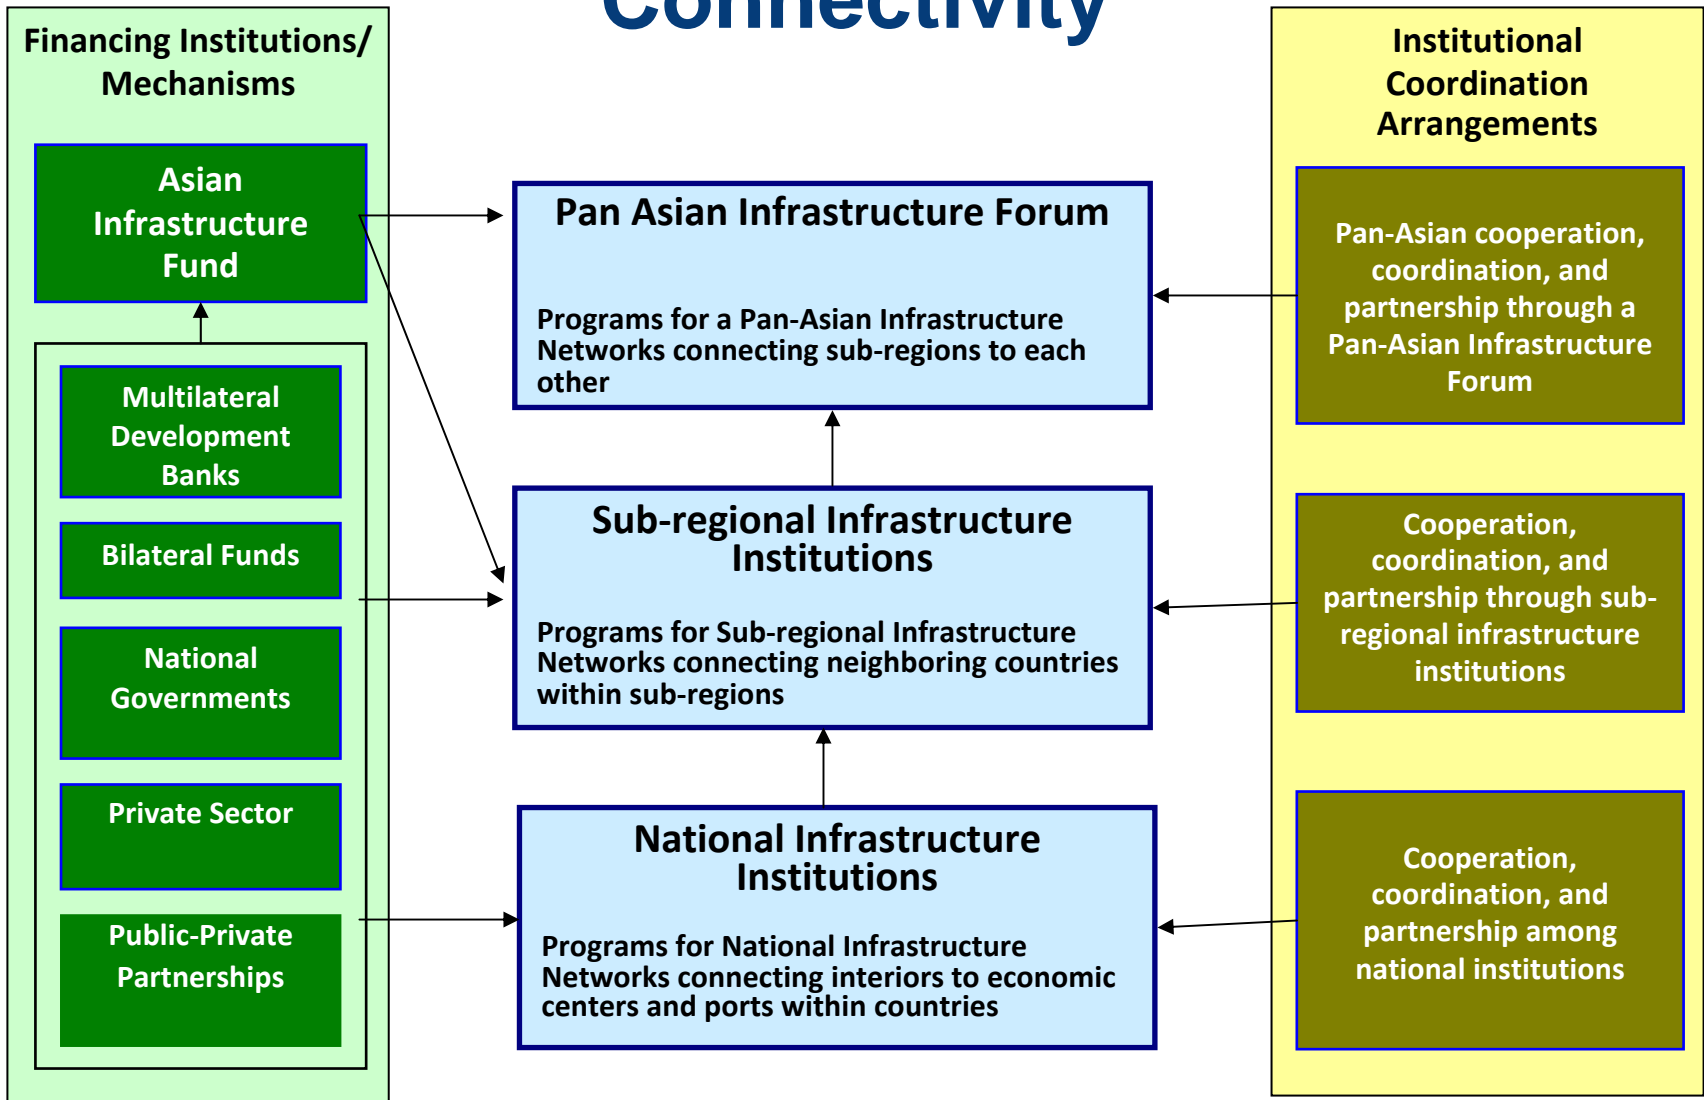 Connectivity
Financing Institutions/
Mechanisms
Asian
Infrastructure
Fund
Multilateral
Development
Banks
Bilateral Funds
National
Governments
Private Sector
Public-Private
Partnerships
Pan Asian Infrastructure Forum
Programs for a Pan-Asian Infrastructure
Networks connecting sub-regions to each
other
Sub-regional Infrastructure
Institutions
Programs for Sub-regional Infrastructure
Networks connecting neighboring countries
within sub-regions
National Infrastructure
Institutions
Programs for National Infrastructure
Networks connecting interiors to economic
centers and ports within countries
Institutional
Coordination
Arrangements
Pan-Asian cooperation,
coordination, and
partnership through a
Pan-Asian Infrastructure
Forum
Cooperation,
coordination, and
partnership through sub-
regional infrastructure
institutions
Cooperation,
coordination, and
partnership among
national institutions